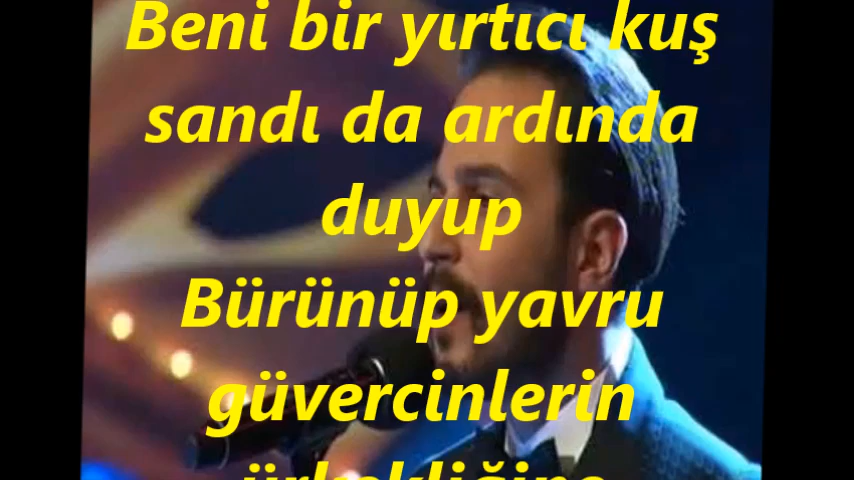 Beni bir yırtıcı kuş
sandı da ardında
duyup
Bürünüp yavru
güvercinlerin
ürkekliğine